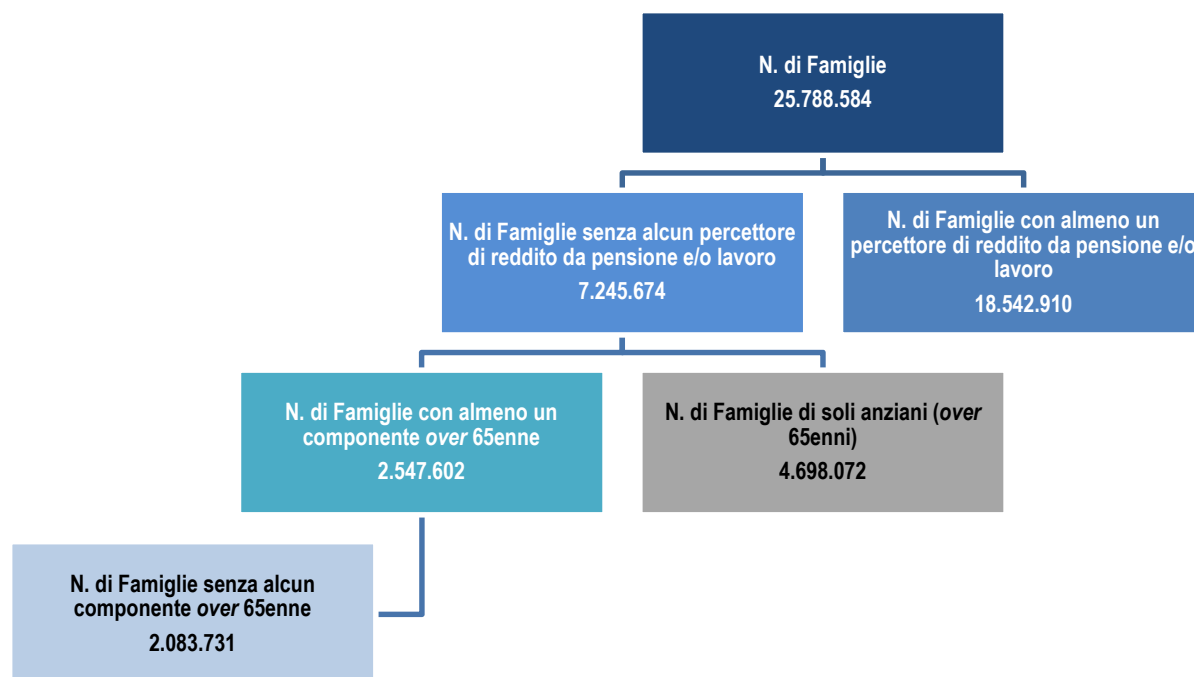 N. di Famiglie
25.788.584
N. di Famiglie senza alcun percettore
di reddito da pensione e/o lavoro
7.245.674
N. di Famiglie con almeno un
percettore di reddito da pensione e/o
lavoro
18.542.910
N. di Famiglie con almeno un
componente over 65enne
2.547.602
N. di Famiglie di soli anziani (over
65enni)
4.698.072
N. di Famiglie senza alcun
componente over 65enne
2.083.731